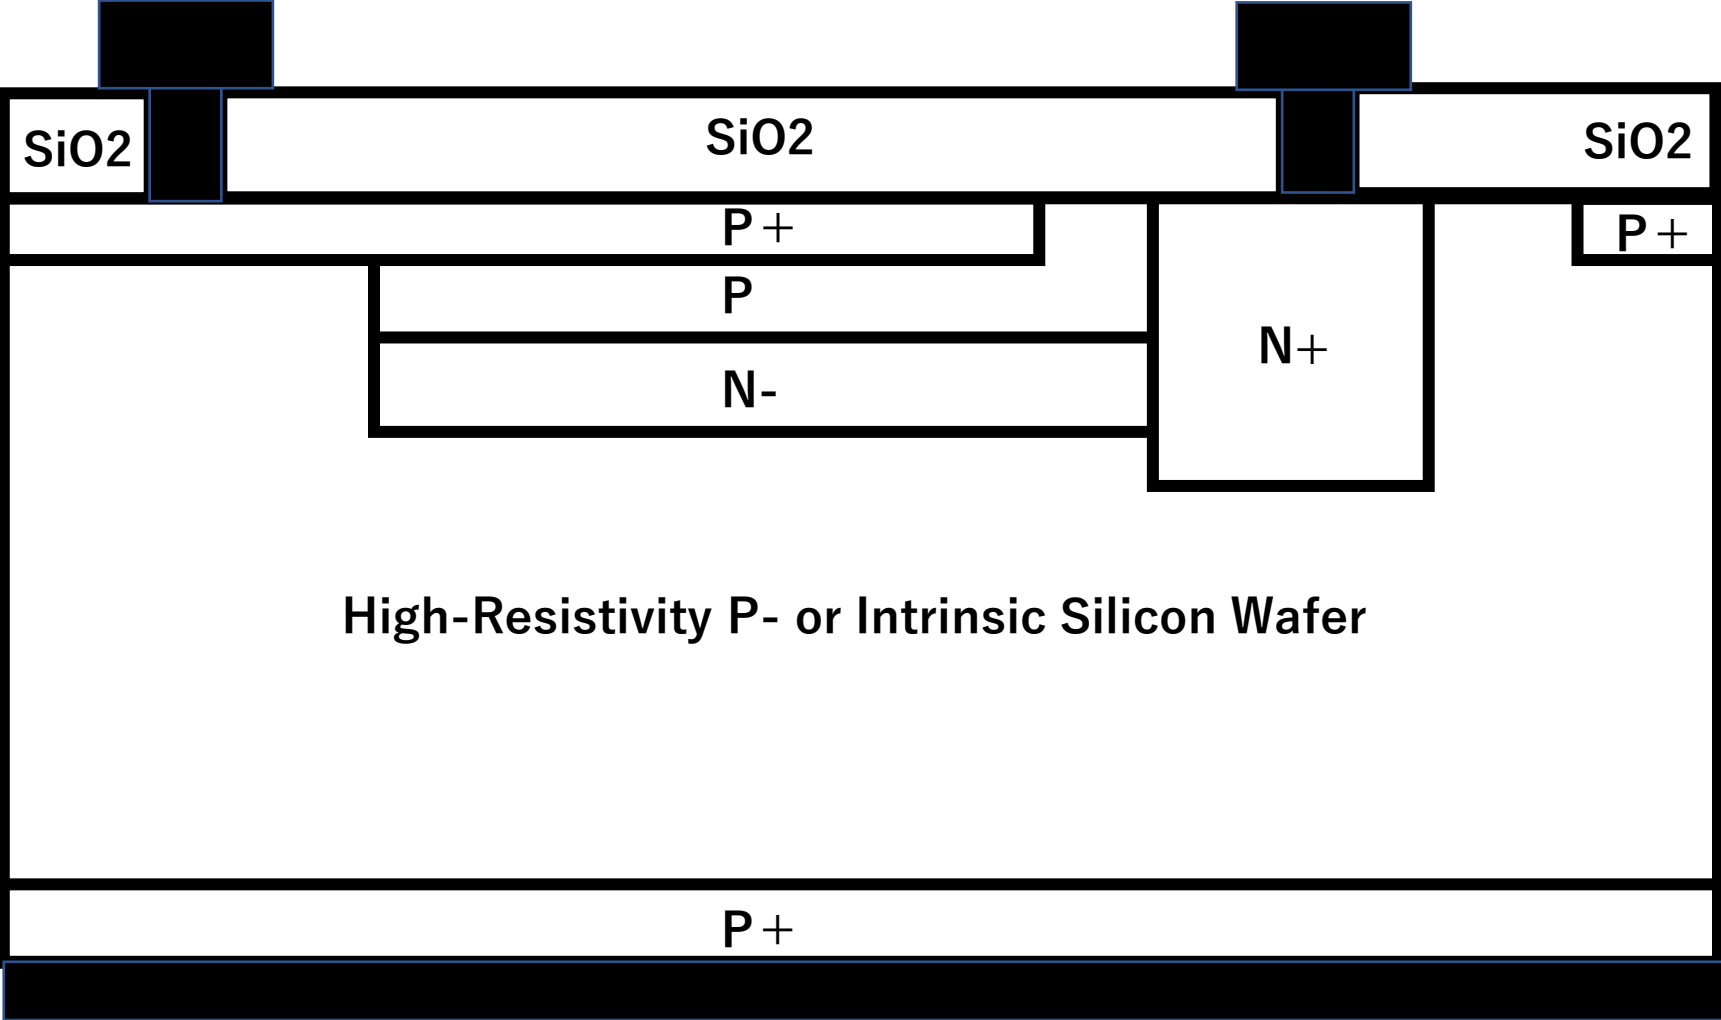 SiO2
SiO2
SiO2
P+
P+
P
N+
N-
High-Resistivity P- or Intrinsic Silicon Wafer
P+